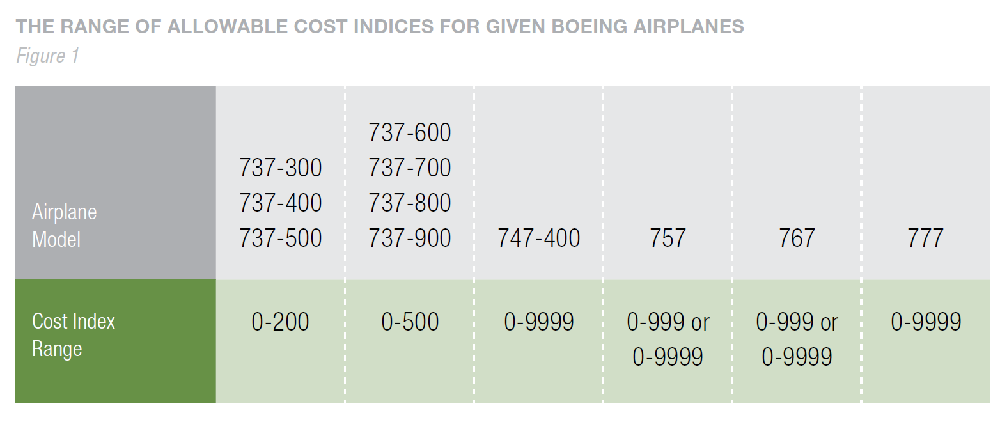 THE RANGE OF ALLOWABLE COST INDICES FOR GIVEN BOEING AIRPLANES
Figure 1
Airplane
Model
737-300
737-400
737-500
737-600
737-700
737-800
737-900
747-400
757
767
777
Cost Index
Range
0-200
0-500
0-9999
0-999 or
0-9999
0-999 or
0-9999
0-9999